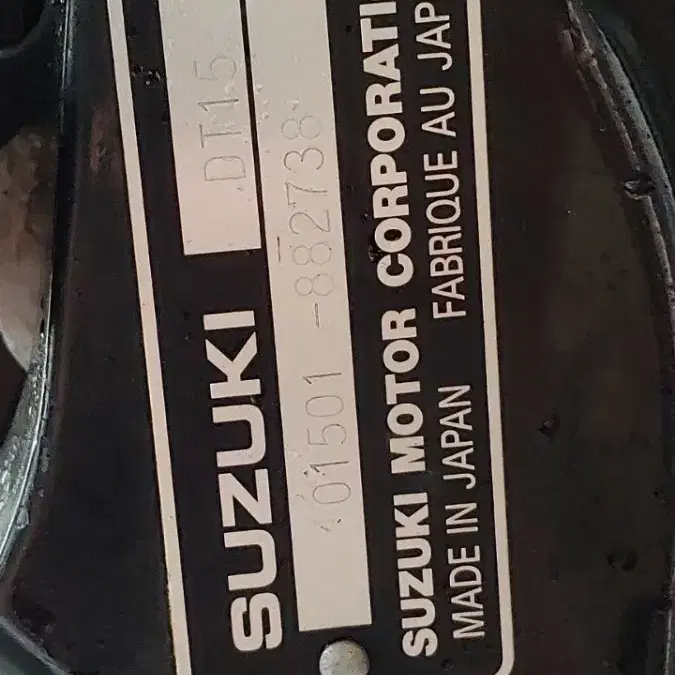 SUZUKI DT15
01501-882738
SUZUKI MOTOR CORPORATI
MADE IN JAPAN FABRIQUE AU JAP